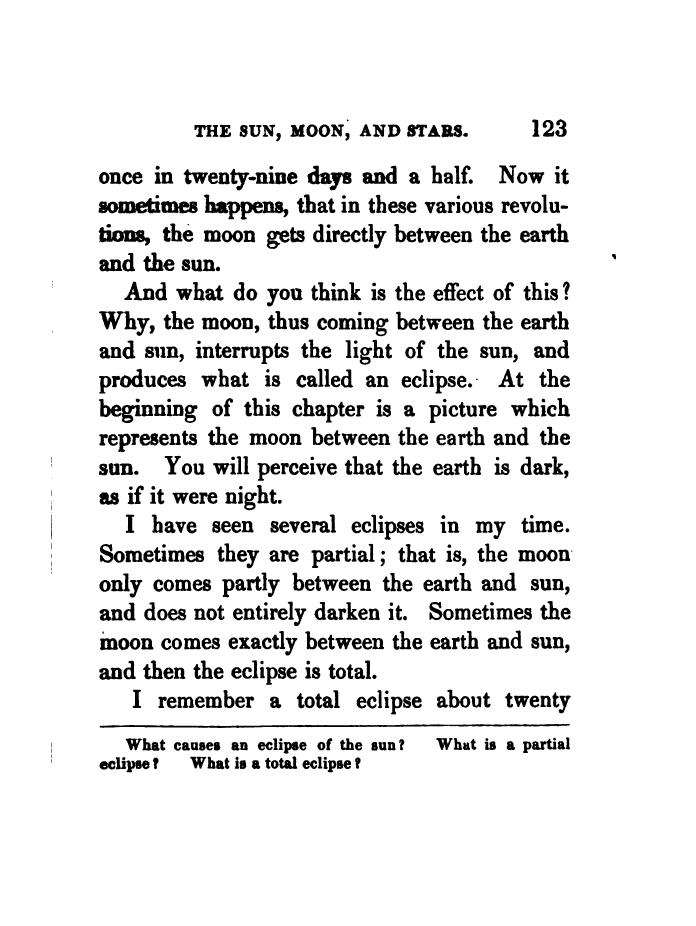 THE SUN, MOON, AND STARS. 123
once in twenty-nine days and a half. Now it
sometimes happens, that in these various revolu-
tions, the moon gets directly between the earth
and the sun.
And what do you think is the effect of this?
Why, the moon, thus coming between the earth
and sun, interrupts the light of the sun, and
produces what is called an eclipse. At the
beginning of this chapter is a picture which
represents the moon between the earth and the
sun. You will perceive that the earth is dark,
as if it were night.
I have seen several eclipses in my time.
Sometimes they are partial; that is, the moon
only comes partly between the earth and sun,
and does not entirely darken it. Sometimes the
moon comes exactly between the earth and sun,
and then the eclipse is total.
I remember a total eclipse about twenty
What causes an eclipse of the sun? What is a partial
eclipse? What is a total eclipse?